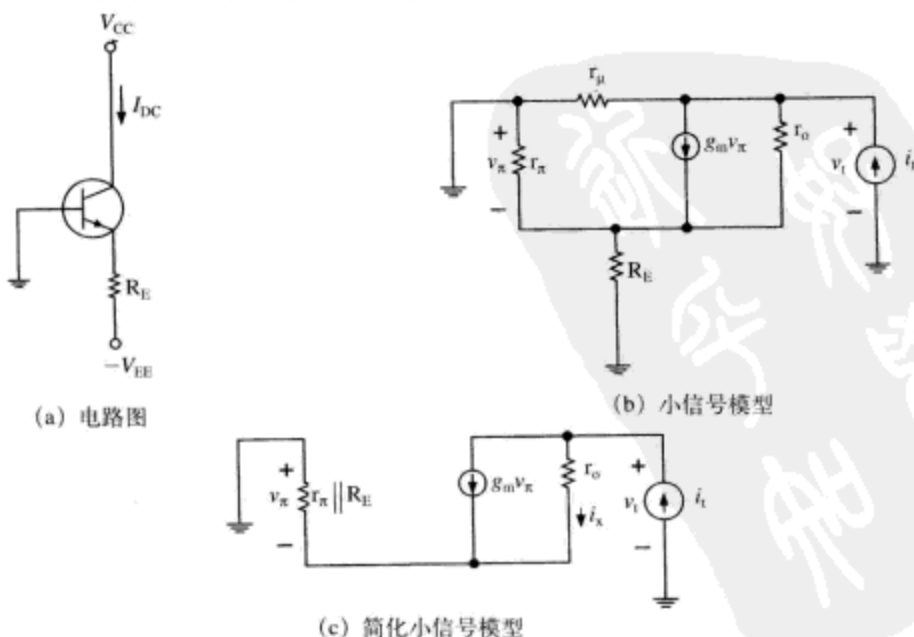 V_CC
I_DC
R_E
−V_EE
(a) 电路图
r_μ
+
v_π
r_π
−
g_m v_π
r_o
+
v_t
i_t
−
R_E
(b) 小信号模型
+
v_π
r_π || R_E
−
g_m v_π
r_o
i_x
+
v_t
i_t
−
(c) 简化小信号模型